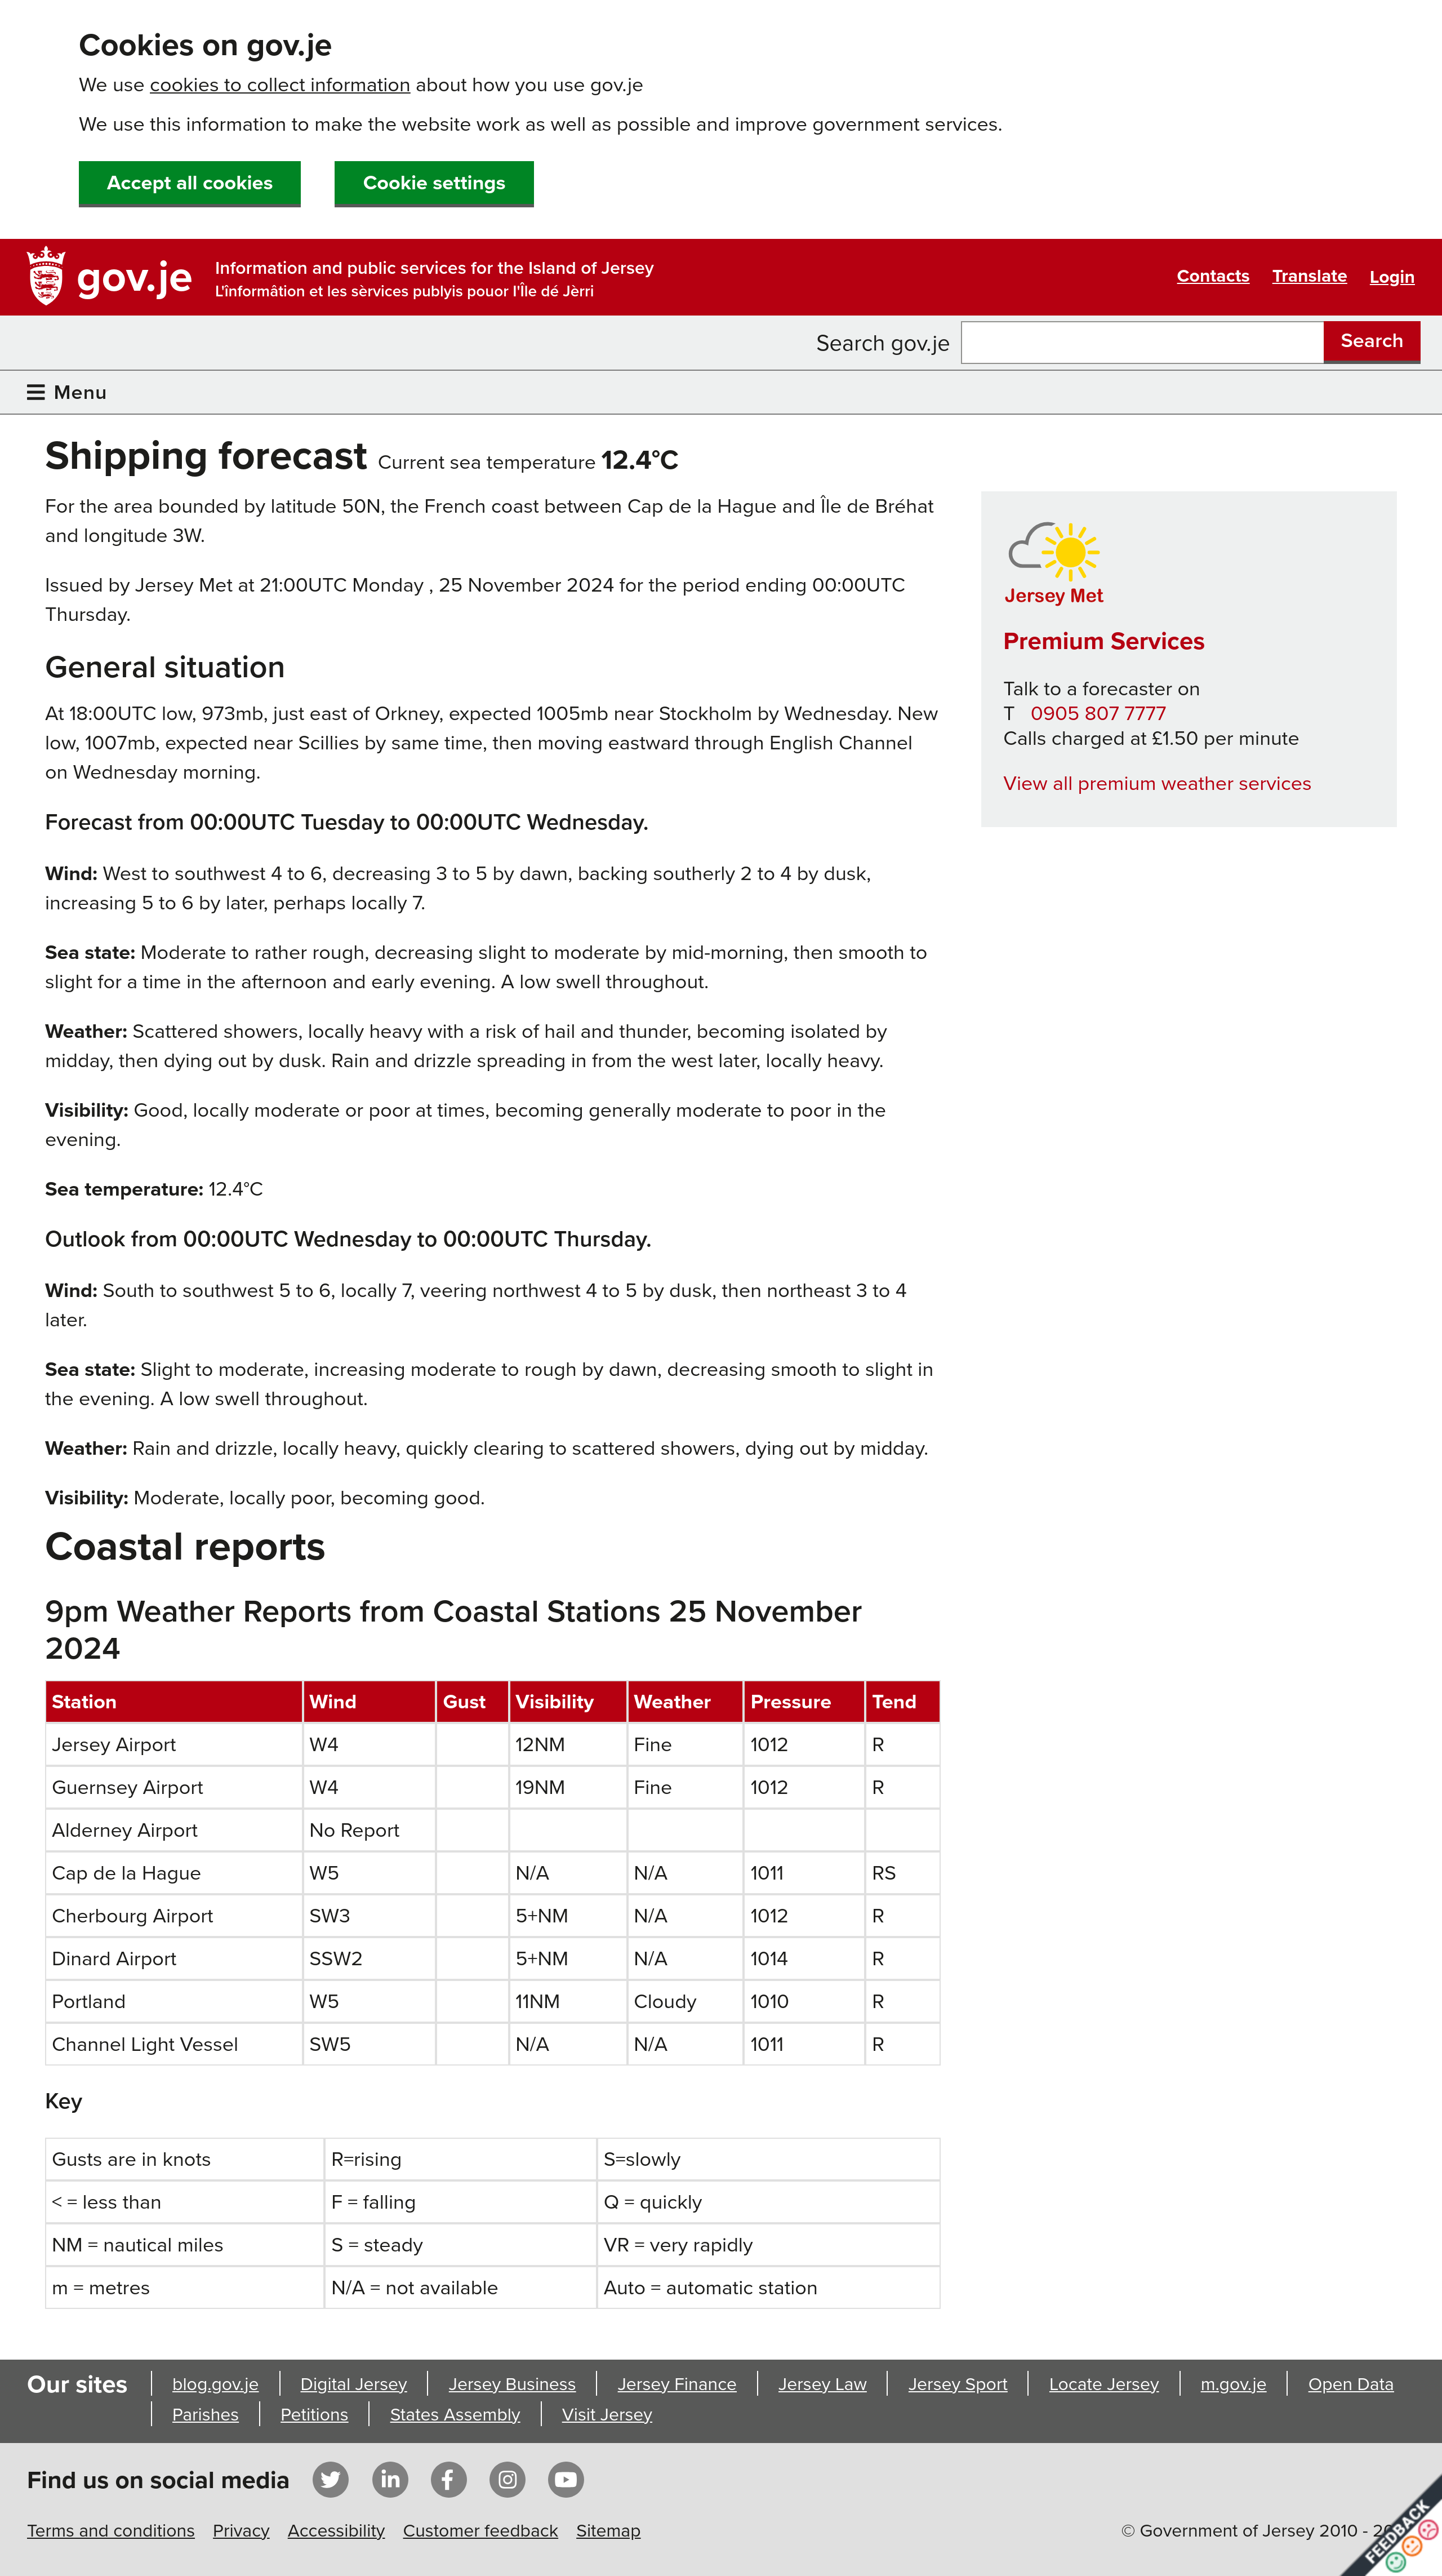 Cookies on gov.je
We use cookies to collect information about how you use gov.je
We use this information to make the website work as well as possible and improve government services.
Accept all cookies Cookie settings
gov.je
Information and public services for the Island of Jersey
L'înformâtion et les sèrvices publyis pouor I'Île dé Jèrri
Contacts Translate Login
Search gov.je Search
Menu
Shipping forecast Current sea temperature 12.4°C
For the area bounded by latitude 50N, the French coast between Cap de la Hague and Île de Bréhat
and longitude 3W.
Issued by Jersey Met at 21:00UTC Monday , 25 November 2024 for the period ending 00:00UTC
Thursday.
General situation
At 18:00UTC low, 973mb, just east of Orkney, expected 1005mb near Stockholm by Wednesday. New
low, 1007mb, expected near Scillies by same time, then moving eastward through English Channel
on Wednesday morning.
Forecast from 00:00UTC Tuesday to 00:00UTC Wednesday.
Wind: West to southwest 4 to 6, decreasing 3 to 5 by dawn, backing southerly 2 to 4 by dusk,
increasing 5 to 6 by later, perhaps locally 7.
Sea state: Moderate to rather rough, decreasing slight to moderate by mid-morning, then smooth to
slight for a time in the afternoon and early evening. A low swell throughout.
Weather: Scattered showers, locally heavy with a risk of hail and thunder, becoming isolated by
midday, then dying out by dusk. Rain and drizzle spreading in from the west later, locally heavy.
Visibility: Good, locally moderate or poor at times, becoming generally moderate to poor in the
evening.
Sea temperature: 12.4°C
Outlook from 00:00UTC Wednesday to 00:00UTC Thursday.
Wind: South to southwest 5 to 6, locally 7, veering northwest 4 to 5 by dusk, then northeast 3 to 4
later.
Sea state: Slight to moderate, increasing moderate to rough by dawn, decreasing smooth to slight in
the evening. A low swell throughout.
Weather: Rain and drizzle, locally heavy, quickly clearing to scattered showers, dying out by midday.
Visibility: Moderate, locally poor, becoming good.
Jersey Met
Premium Services
Talk to a forecaster on
T 0905 807 7777
Calls charged at £1.50 per minute
View all premium weather services
Coastal reports
9pm Weather Reports from Coastal Stations 25 November
2024
Station Wind Gust Visibility Weather Pressure Tend
Jersey Airport W4 12NM Fine 1012 R
Guernsey Airport W4 19NM Fine 1012 R
Alderney Airport No Report
Cap de la Hague W5 N/A N/A 1011 RS
Cherbourg Airport SW3 5+NM N/A 1012 R
Dinard Airport SSW2 5+NM N/A 1014 R
Portland W5 11NM Cloudy 1010 R
Channel Light Vessel SW5 N/A N/A 1011 R
Key
Gusts are in knots R=rising S=slowly
< = less than F = falling Q = quickly
NM = nautical miles S = steady VR = very rapidly
m = metres N/A = not available Auto = automatic station
Our sites blog.gov.je Digital Jersey Jersey Business Jersey Finance Jersey Law Jersey Sport Locate Jersey m.gov.je Open Data
Parishes Petitions States Assembly Visit Jersey
Find us on social media
Terms and conditions Privacy Accessibility Customer feedback Sitemap
© Government of Jersey 2010 -
FEEDBACK